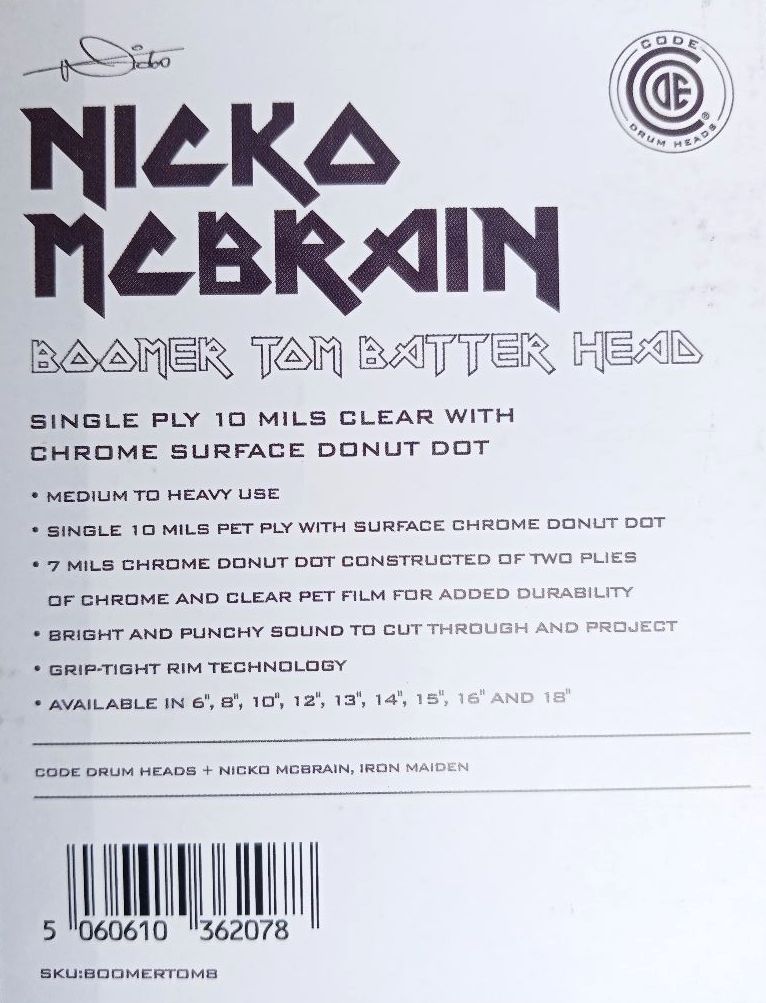 Nicko
CODE
DRUM HEADS®
NICKO
MCBRAIN
BOOMER TOM BATTER HEAD
SINGLE PLY 10 MILS CLEAR WITH
CHROME SURFACE DONUT DOT
• MEDIUM TO HEAVY USE
• SINGLE 10 MILS PET PLY WITH SURFACE CHROME DONUT DOT
• 7 MILS CHROME DONUT DOT CONSTRUCTED OF TWO PLIES
OF CHROME AND CLEAR PET FILM FOR ADDED DURABILITY
• BRIGHT AND PUNCHY SOUND TO CUT THROUGH AND PROJECT
• GRIP-TIGHT RIM TECHNOLOGY
• AVAILABLE IN 6", 8", 10", 12", 13", 14", 15", 16" AND 18"
CODE DRUM HEADS + NICKO MCBRAIN, IRON MAIDEN
5 060610 362078
SKU:BOOMERTOM8